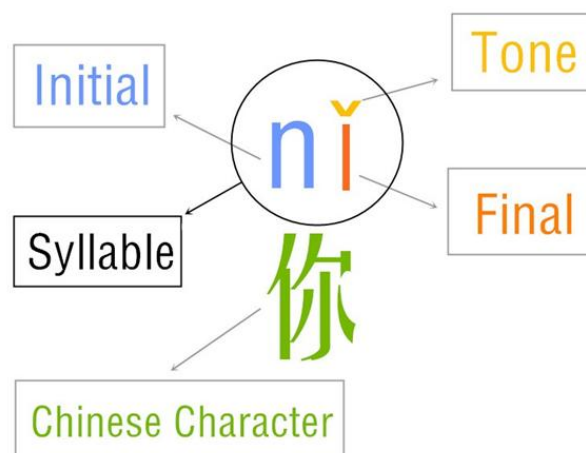 Tone
Initial
nǐ
Final
Syllable
你
Chinese Character